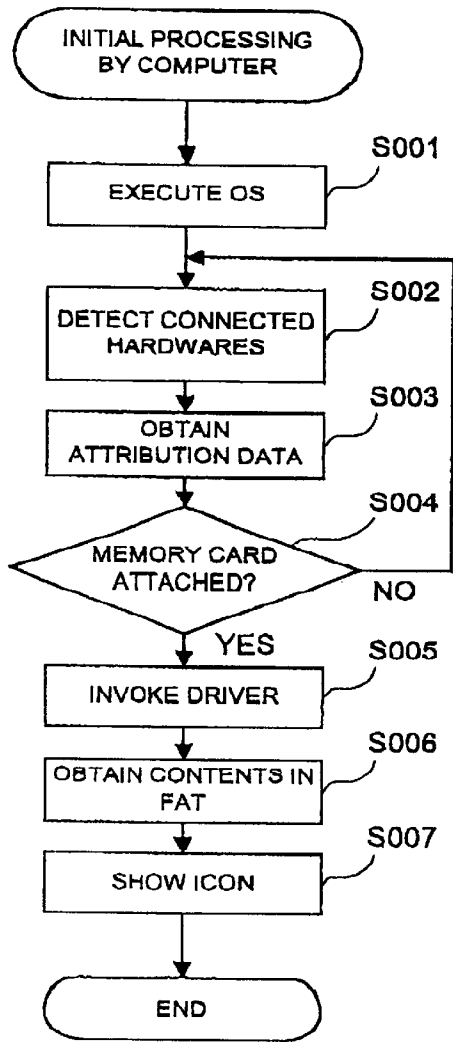 INITIAL PROCESSING
BY COMPUTER
S001
EXECUTE OS
S002
DETECT CONNECTED
HARDWARES
S003
OBTAIN
ATTRIBUTION DATA
S004
MEMORY CARD
ATTACHED?
NO
YES
S005
INVOKE DRIVER
S006
OBTAIN CONTENTS IN
FAT
S007
SHOW ICON
END